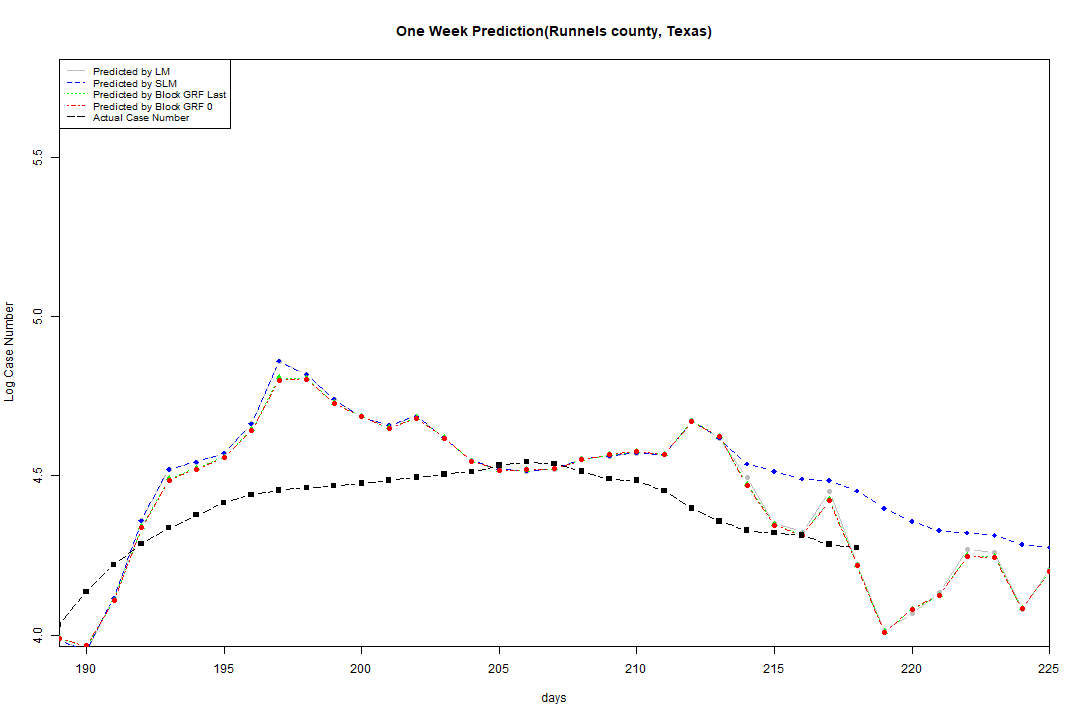 One Week Prediction(Runnels county, Texas)
Predicted by LM
Predicted by SLM
Predicted by Block GRF Last
Predicted by Block GRF 0
Actual Case Number
5.5
5.0
4.5
4.0
Log Case Number
190 195 200 205 210 215 220 225
days